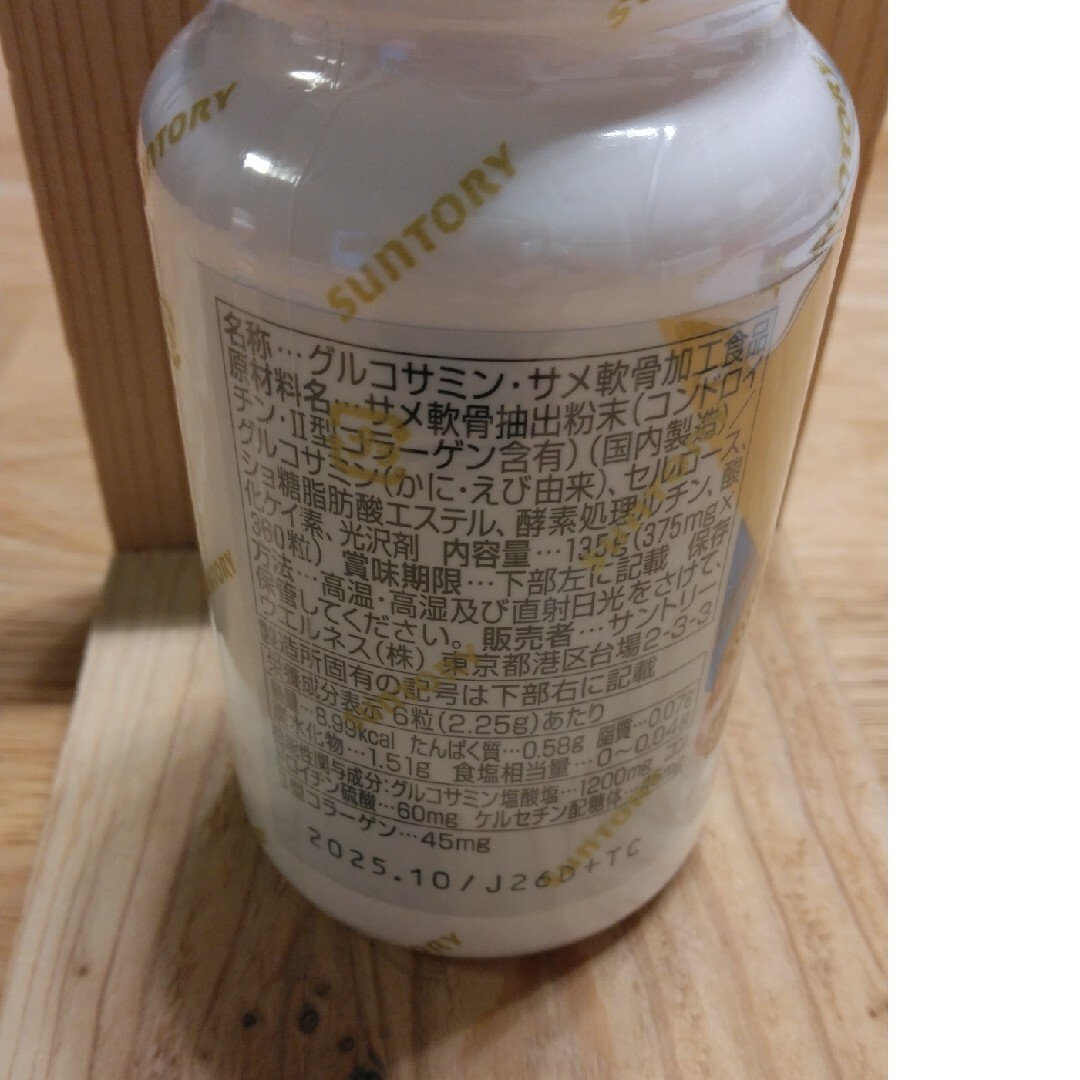 SUNTORY
SUNTORY
名称…グルコサミン・サメ軟骨加工食品
原材料名…サメ軟骨抽出粉末(コンドロイ
チン・Ⅱ型コラーゲン含有)(国内製造)／
グルコサミン(かに・えび由来)、セルロース、
ショ糖脂肪酸エステル、酵素処理ルチン、酸
化ケイ素、光沢剤 内容量…135g(375mg×
360粒) 賞味期限…下部左に記載 保存
方法…高温・高湿及び直射日光をさけて、
保管してください。 販売者…サントリー
ウエルネス(株) 東京都港区台場2-3-3
製造所固有の記号は下部右に記載
栄養成分表示 6粒(2.25g)あたり
熱量…8.99kcal たんぱく質…0.58g 脂質…0.07g
炭水化物…1.51g 食塩相当量…0～0.04g
機能性関与成分:グルコサミン塩酸塩…1200mg コン
ドロイチン硫酸…60mg ケルセチン配糖体…45mg
型コラーゲン…45mg
2025.10/J26D+TC